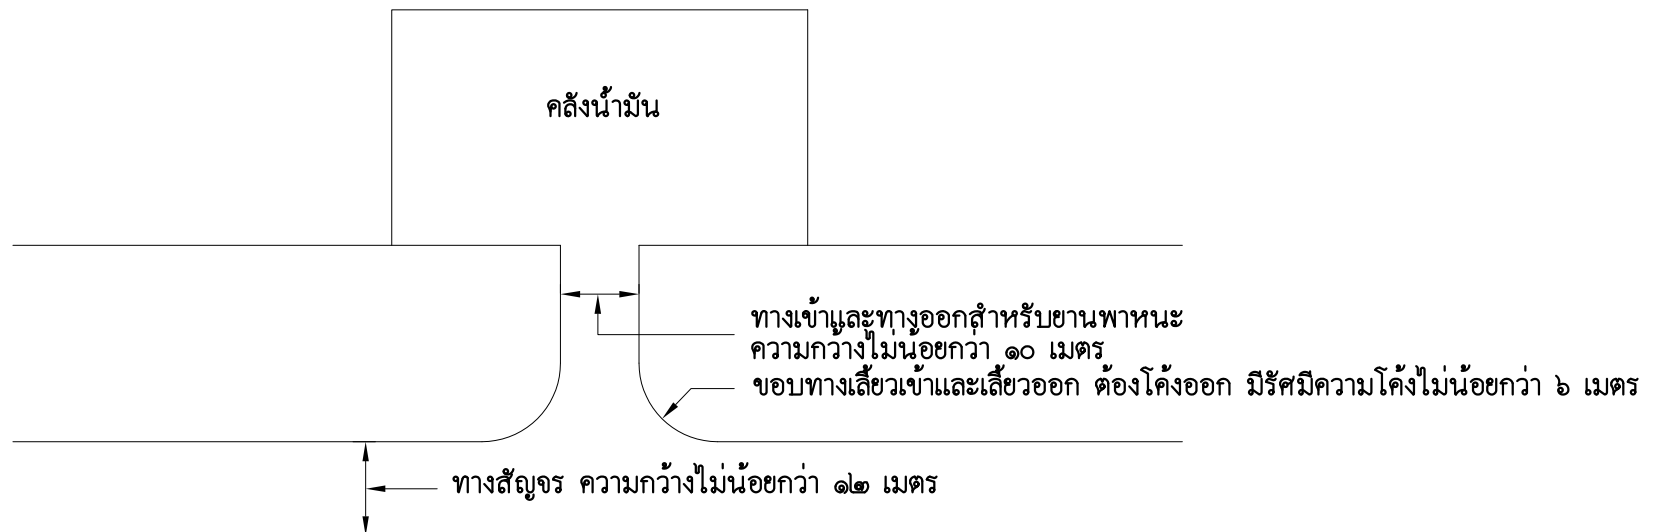 คลังน้ำมัน
ทางเข้าและทางออกสำหรับยานพาหนะ
ความกว้างไม่น้อยกว่า ๑๐ เมตร
ขอบทางเลี้ยวเข้าและเลี้ยวออก ต้องโค้งออก มีรัศมีความโค้งไม่น้อยกว่า ๖ เมตร
ทางสัญจร ความกว้างไม่น้อยกว่า ๑๒ เมตร